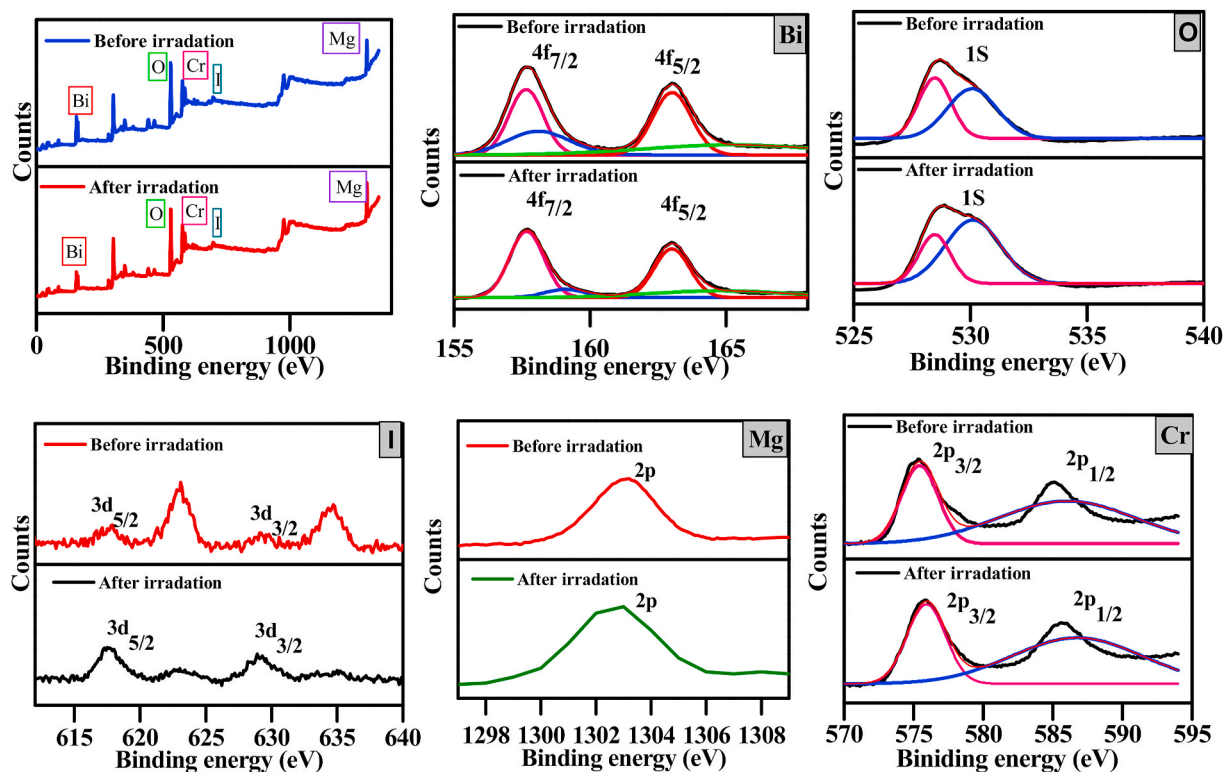 Before irradiation
Mg
O
Cr
I
Bi
After irradation
Mg
O
Cr
I
Bi
Counts
0
500
1000
Binding energy (eV)
Before irradiation
Bi
4f7/2
4f5/2
After irradiation
4f7/2
4f5/2
Counts
155
160
165
Binding energy (eV)
Before irradiation
O
1S
After irradiation
1S
Counts
525
530
535
540
Binding energy (eV)
Before irradation
I
3d5/2
3d3/2
After irradiation
3d5/2
3d3/2
Counts
615
620
625
630
635
640
Binding energy (eV)
Before irradiation
Mg
2p
After irradiation
2p
Counts
1298 1300 1302 1304 1306 1308
Binding energy (eV)
Before irradiation
Cr
2p3/2
2p1/2
After irradiation
2p3/2
2p1/2
Counts
570
575
580
585
590
595
Biniding energy (eV)